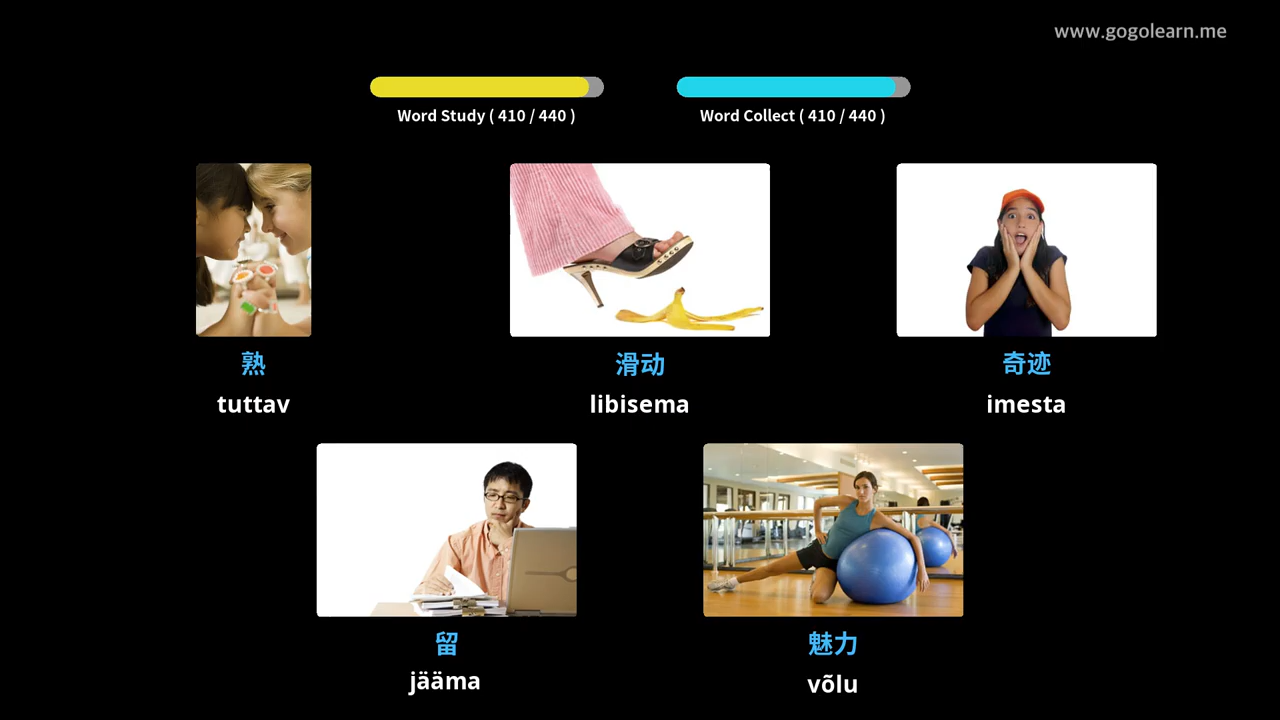 www.gogolearn.me
Word Study ( 410 / 440 )
Word Collect ( 410 / 440 )
熟
tuttav
滑动
libisema
奇迹
imesta
留
jääma
魅力
võlu